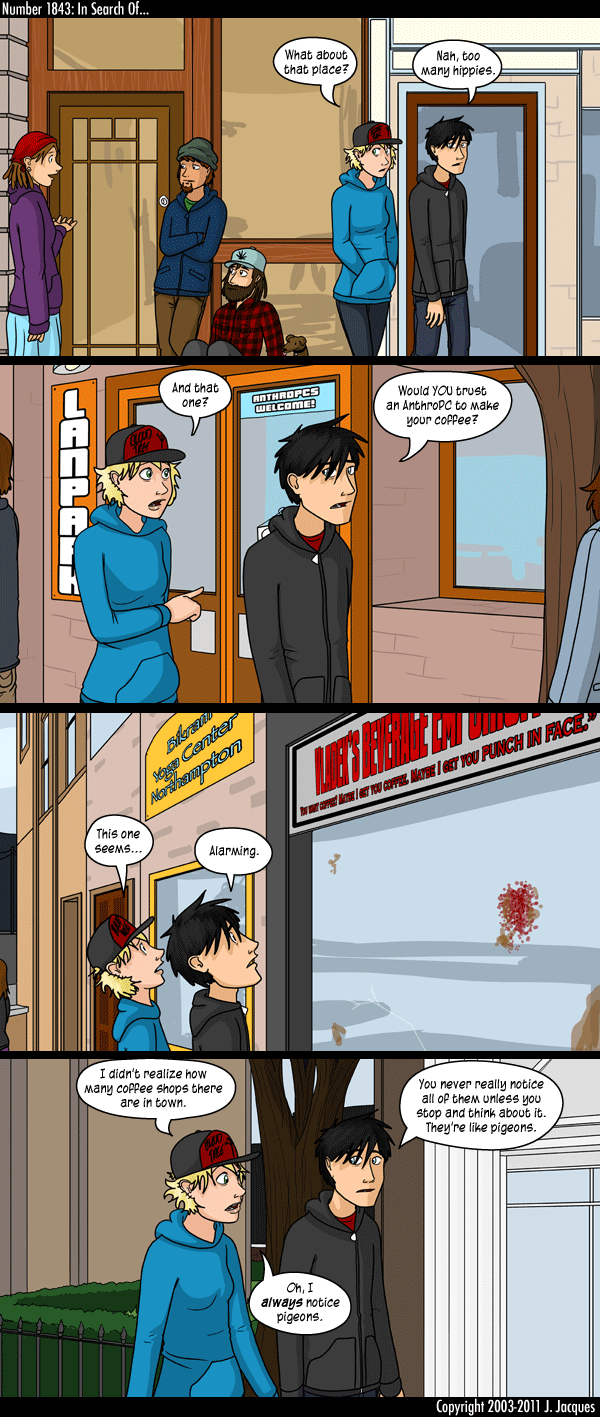 Number 1843: In Search Of...
What about
that place?
Nah, too
many hippies.
And that
one?
ANTHROPCS
WELCOME!
Would YOU trust
an AnthroPC to make
your coffee?
LANPARK
Bikram
Yoga Center
Northampton
VLADEK'S BEVERAGE
YOU WANT COFFEE? MAYBE I GET YOU COFFEE. MAYBE I GET YOU PUNCH IN FACE."
This one
seems...
Alarming.
I didn't realize how
many coffee shops there
are in town.
You never really notice
all of them unless you
stop and think about it.
They're like pigeons.
Oh, I
always notice
pigeons.
Copyright 2003-2011 J. Jacques